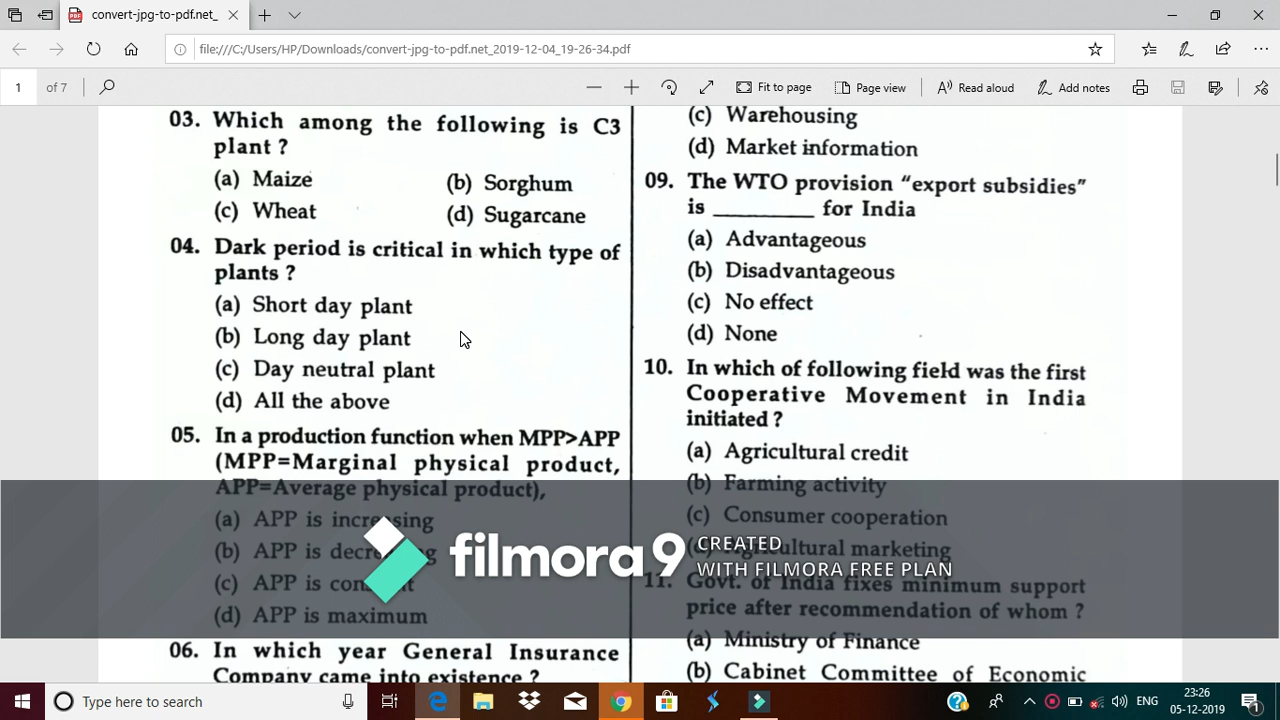 convert-jpg-to-pdf.net_
file:///C:/Users/HP/Downloads/convert-jpg-to-pdf.net_2019-12-04_19-26-34.pdf
1 of 7
Fit to page
Page view
Read aloud
Add notes
03. Which among the following is C3
plant ?
(a) Maize (b) Sorghum
(c) Wheat (d) Sugarcane
04. Dark period is critical in which type of
plants ?
(a) Short day plant
(b) Long day plant
(c) Day neutral plant
(d) All the above
05. In a production function when MPP>APP
(MPP=Marginal physical product,
APP=Average physical product),
(a) APP is increasing
(b) APP is decreasing
(c) APP is constant
(d) APP is maximum
06. In which year General Insurance
Company came into existence ?
(c) Warehousing
(d) Market information
09. The WTO provision “export subsidies”
is ________ for India
(a) Advantageous
(b) Disadvantageous
(c) No effect
(d) None
10. In which of following field was the first
Cooperative Movement in India
initiated ?
(a) Agricultural credit
(b) Farming activity
(c) Consumer cooperation
(d) Agricultural marketing
11. Govt. of India fixes minimum support
price after recommendation of whom ?
(a) Ministry of Finance
(b) Cabinet Committee of Economic
filmora9
CREATED
WITH FILMORA FREE PLAN
Type here to search
ENG
23:26
05-12-2019
1